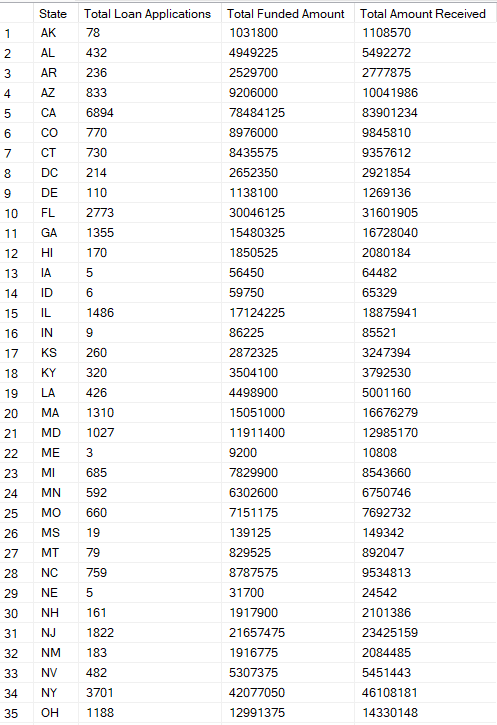 State Total Loan Applications Total Funded Amount Total Amount Received
1 AK 78 1031800 1108570
2 AL 432 4949225 5492272
3 AR 236 2529700 2777875
4 AZ 833 9206000 10041986
5 CA 6894 78484125 83901234
6 CO 770 8976000 9845810
7 CT 730 8435575 9357612
8 DC 214 2652350 2921854
9 DE 110 1138100 1269136
10 FL 2773 30046125 31601905
11 GA 1355 15480325 16728040
12 HI 170 1850525 2080184
13 IA 5 56450 64482
14 ID 6 59750 65329
15 IL 1486 17124225 18875941
16 IN 9 86225 85521
17 KS 260 2872325 3247394
18 KY 320 3504100 3792530
19 LA 426 4498900 5001160
20 MA 1310 15051000 16676279
21 MD 1027 11911400 12985170
22 ME 3 9200 10808
23 MI 685 7829900 8543660
24 MN 592 6302600 6750746
25 MO 660 7151175 7692732
26 MS 19 139125 149342
27 MT 79 829525 892047
28 NC 759 8787575 9534813
29 NE 5 31700 24542
30 NH 161 1917900 2101386
31 NJ 1822 21657475 23425159
32 NM 183 1916775 2084485
33 NV 482 5307375 5451443
34 NY 3701 42077050 46108181
35 OH 1188 12991375 14330148